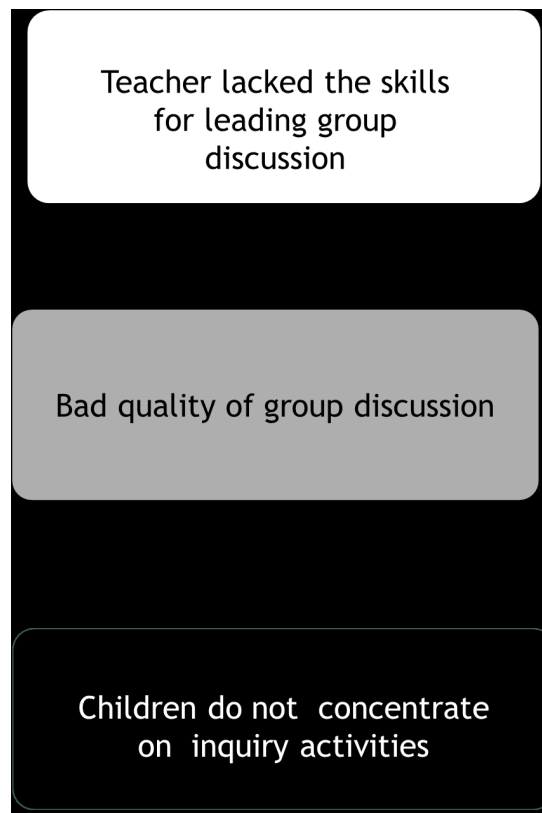 Teacher lacked the skills
for leading group
discussion
Bad quality of group discussion
Children do not concentrate
on inquiry activities